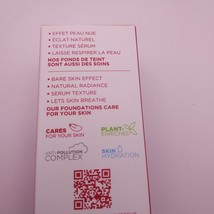 • EFFET PEAU NUE
• ÉCLAT NATUREL
• TEXTURE SÉRUM
• LAISSE RESPIRER LA PEAU
NOS FONDS DE TEINT
SONT AUSSI DES SOINS
• BARE SKIN EFFECT
• NATURAL RADIANCE
• SERUM TEXTURE
• LETS SKIN BREATHE
OUR FOUNDATIONS CARE
FOR YOUR SKIN
CARES
FOR YOUR SKIN
PLANT-
ENRICHED
ANTI-POLLUTION
COMPLEX
SKIN
HYDRATION